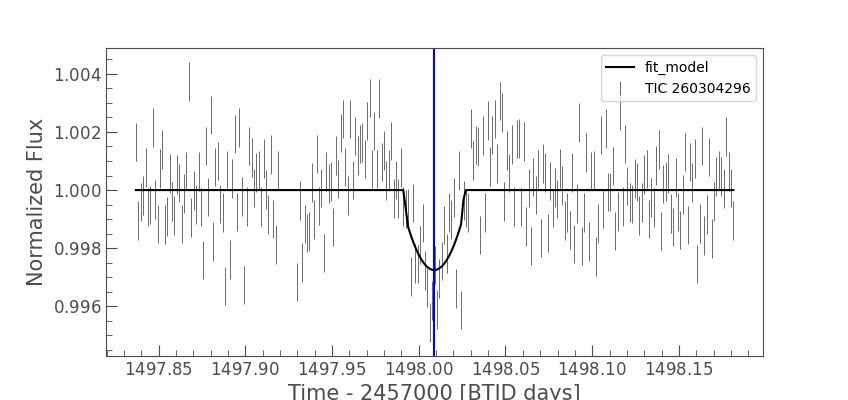 fit_model
TIC 260304296
1.004
1.002
1.000
0.998
0.996
Normalized Flux
1497.85 1497.90 1497.95 1498.00 1498.05 1498.10 1498.15
Time - 2457000 [BTJD days]